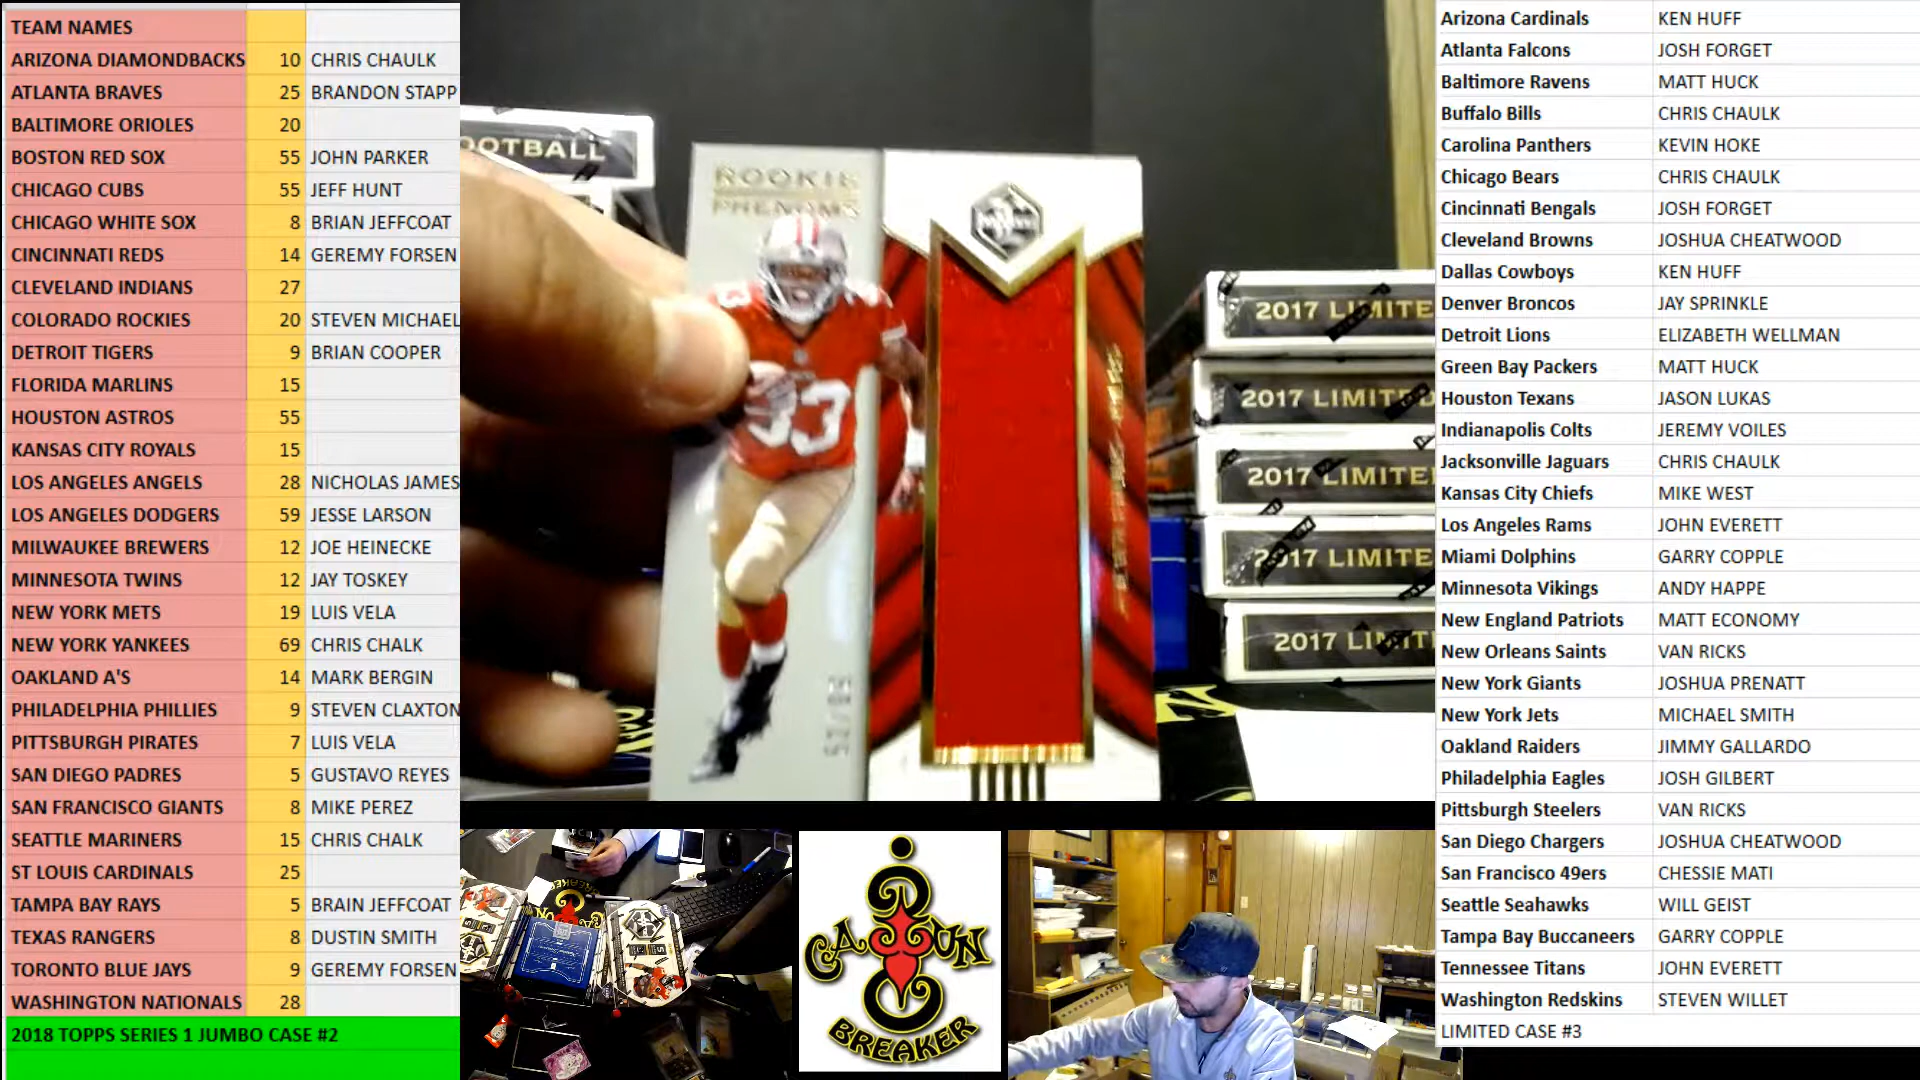 TEAM NAMES
ARIZONA DIAMONDBACKS 10 CHRIS CHAULK
ATLANTA BRAVES 25 BRANDON STAPP
BALTIMORE ORIOLES 20
BOSTON RED SOX 55 JOHN PARKER
CHICAGO CUBS 55 JEFF HUNT
CHICAGO WHITE SOX 8 BRIAN JEFFCOAT
CINCINNATI REDS 14 GEREMY FORSEN
CLEVELAND INDIANS 27
COLORADO ROCKIES 20 STEVEN MICHAEL
DETROIT TIGERS 9 BRIAN COOPER
FLORIDA MARLINS 15
HOUSTON ASTROS 55
KANSAS CITY ROYALS 15
LOS ANGELES ANGELS 28 NICHOLAS JAMES
LOS ANGELES DODGERS 59 JESSE LARSON
MILWAUKEE BREWERS 12 JOE HEINECKE
MINNESOTA TWINS 12 JAY TOSKEY
NEW YORK METS 19 LUIS VELA
NEW YORK YANKEES 69 CHRIS CHALK
OAKLAND A'S 14 MARK BERGIN
PHILADELPHIA PHILLIES 9 STEVEN CLAXTON
PITTSBURGH PIRATES 7 LUIS VELA
SAN DIEGO PADRES 5 GUSTAVO REYES
SAN FRANCISCO GIANTS 8 MIKE PEREZ
SEATTLE MARINERS 15 CHRIS CHALK
ST LOUIS CARDINALS 25
TAMPA BAY RAYS 5 BRAIN JEFFCOAT
TEXAS RANGERS 8 DUSTIN SMITH
TORONTO BLUE JAYS 9 GEREMY FORSEN
WASHINGTON NATIONALS 28
2018 TOPPS SERIES 1 JUMBO CASE #2
OOTBALL
ROOKIE
PHENOMS
33
2017 LIMITE
2017 LIMITED
2017 LIMITE
2017 LIMITE
2017 LIMIT
CAJUN
BREAKER
Arizona Cardinals KEN HUFF
Atlanta Falcons JOSH FORGET
Baltimore Ravens MATT HUCK
Buffalo Bills CHRIS CHAULK
Carolina Panthers KEVIN HOKE
Chicago Bears CHRIS CHAULK
Cincinnati Bengals JOSH FORGET
Cleveland Browns JOSHUA CHEATWOOD
Dallas Cowboys KEN HUFF
Denver Broncos JAY SPRINKLE
Detroit Lions ELIZABETH WELLMAN
Green Bay Packers MATT HUCK
Houston Texans JASON LUKAS
Indianapolis Colts JEREMY VOILES
Jacksonville Jaguars CHRIS CHAULK
Kansas City Chiefs MIKE WEST
Los Angeles Rams JOHN EVERETT
Miami Dolphins GARRY COPPLE
Minnesota Vikings ANDY HAPPE
New England Patriots MATT ECONOMY
New Orleans Saints VAN RICKS
New York Giants JOSHUA PRENATT
New York Jets MICHAEL SMITH
Oakland Raiders JIMMY GALLARDO
Philadelphia Eagles JOSH GILBERT
Pittsburgh Steelers VAN RICKS
San Diego Chargers JOSHUA CHEATWOOD
San Francisco 49ers CHESSIE MATI
Seattle Seahawks WILL GEIST
Tampa Bay Buccaneers GARRY COPPLE
Tennessee Titans JOHN EVERETT
Washington Redskins STEVEN WILLET
LIMITED CASE #3